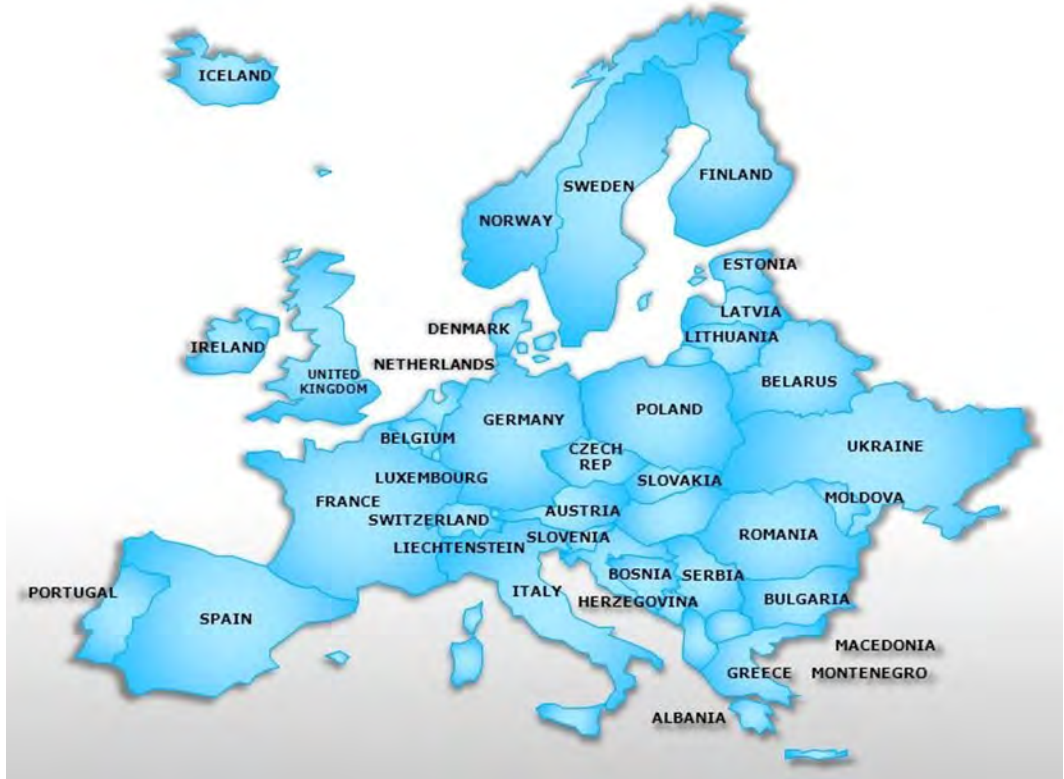 ICELAND
FINLAND
SWEDEN
NORWAY
ESTONIA
LATVIA
DENMARK
LITHUANIA
IRELAND
NETHERLANDS
UNITED
KINGDOM
BELARUS
POLAND
GERMANY
BELGIUM
UKRAINE
CZECH
REP
LUXEMBOURG
SLOVAKIA
FRANCE
MOLDOVA
AUSTRIA
SWITZERLAND
ROMANIA
SLOVENIA
LIECHTENSTEIN
BOSNIA
SERBIA
PORTUGAL
ITALY
HERZEGOVINA
BULGARIA
SPAIN
MACEDONIA
GREECE
MONTENEGRO
ALBANIA